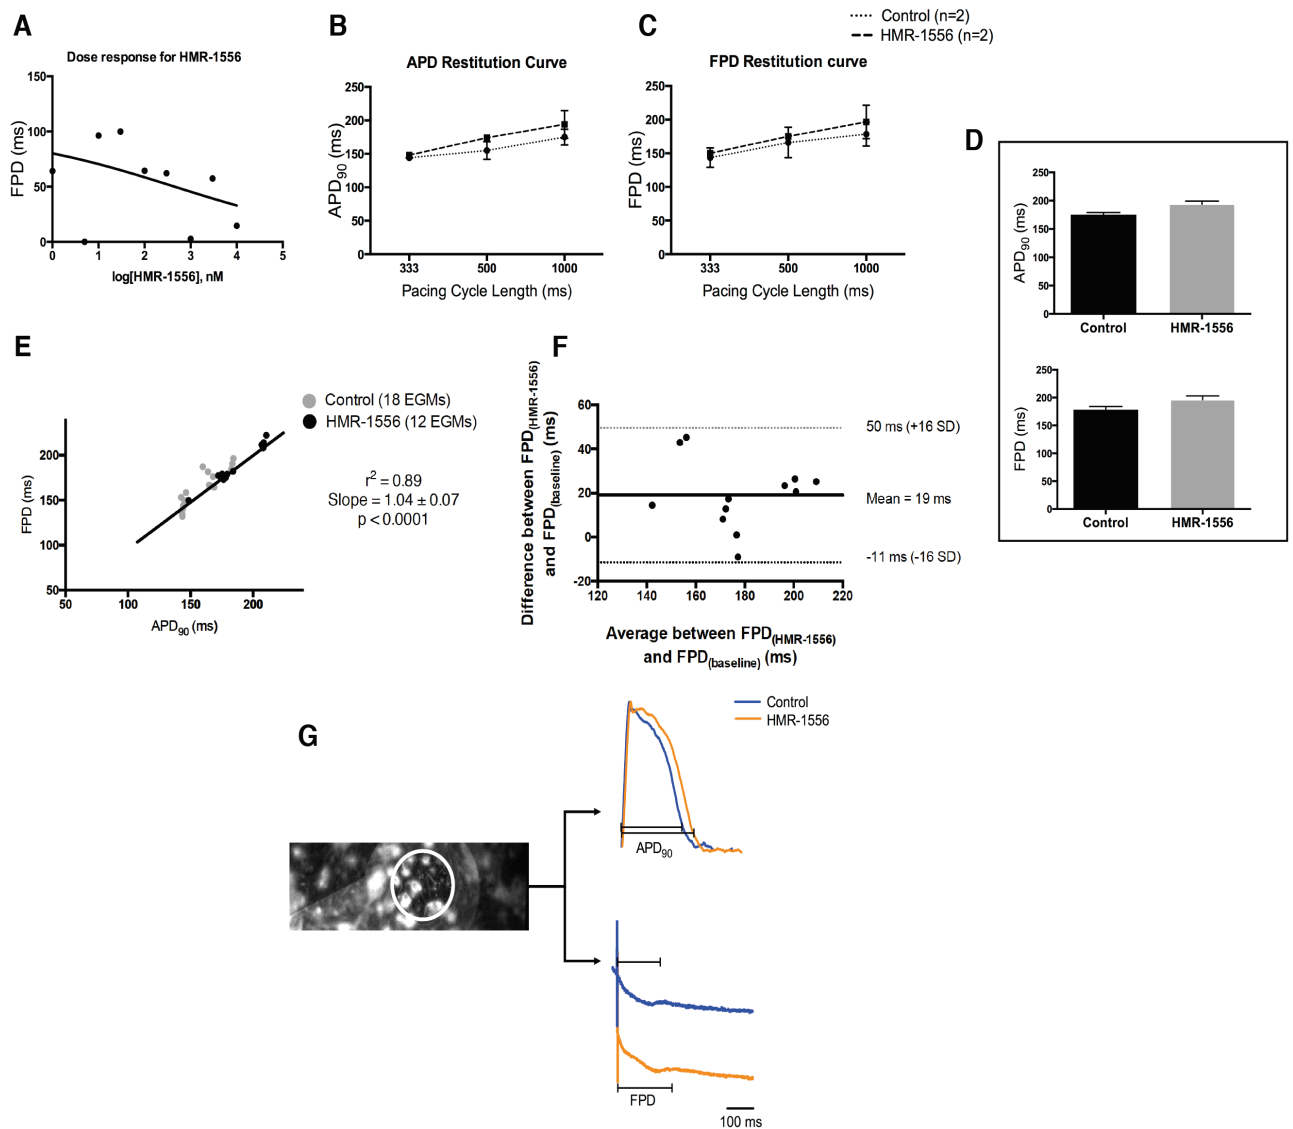 A
Dose response for HMR-1556
FPD (ms)
150
100
50
0
0 1 2 3 4 5
log[HMR-1556], nM
B
APD Restitution Curve
APD90 (ms)
250
200
150
100
50
0
333 500 1000
Pacing Cycle Length (ms)
C
Control (n=2)
HMR-1556 (n=2)
FPD Restitution curve
FPD (ms)
250
200
150
100
50
0
333 500 1000
Pacing Cycle Length (ms)
D
APD90 (ms)
250
200
150
100
50
0
Control HMR-1556
FPD (ms)
250
200
150
100
50
0
Control HMR-1556
E
Control (18 EGMs)
HMR-1556 (12 EGMs)
r2 = 0.89
Slope = 1.04 ± 0.07
p < 0.0001
FPD (ms)
200
150
100
50
50 100 150 200
APD90 (ms)
F
Difference between FPD(HMR-1556)
and FPD(baseline) (ms)
60
40
20
0
-20
120 140 160 180 200 220
50 ms (+16 SD)
Mean = 19 ms
-11 ms (-16 SD)
Average between FPD(HMR-1556)
and FPD(baseline) (ms)
G
Control
HMR-1556
APD90
FPD
100 ms